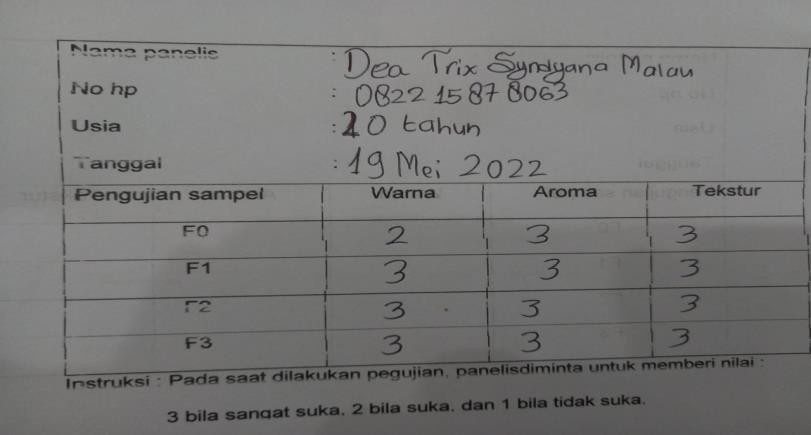 Nama panelis : Dea Trix Syndyana Malau
No hp : 0822 15 87 8063
Usia : 20 tahun
Tanggal : 19 Mei 2022
Pengujian sampel Warna Aroma Tekstur
F0 2 3 3
F1 3 3 3
F2 3 3 3
F3 3 3 3
Instruksi : Pada saat dilakukan pegujian, panelisdiminta untuk memberi nilai :
3 bila sangat suka, 2 bila suka, dan 1 bila tidak suka.